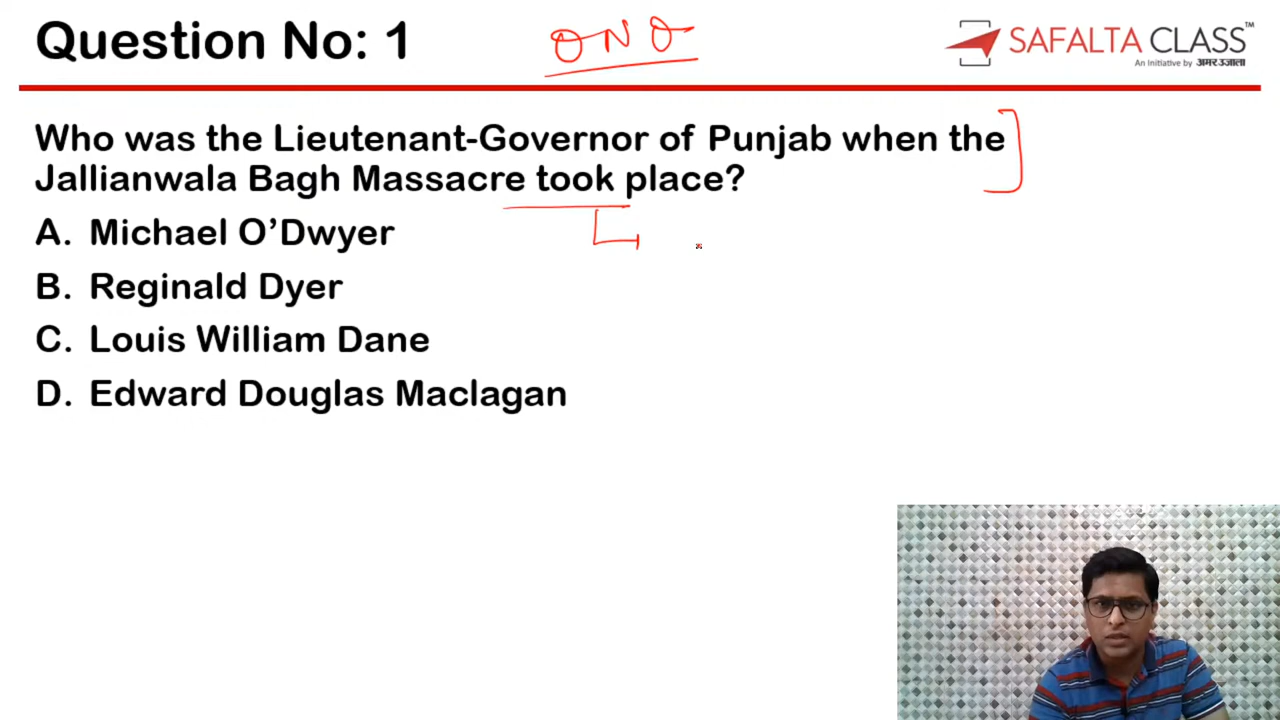 Question No: 1
ONO
SAFALTA CLASS™
An Initiative by अमर उजाला
Who was the Lieutenant-Governor of Punjab when the
Jallianwala Bagh Massacre took place?
A. Michael O’Dwyer
B. Reginald Dyer
C. Louis William Dane
D. Edward Douglas Maclagan